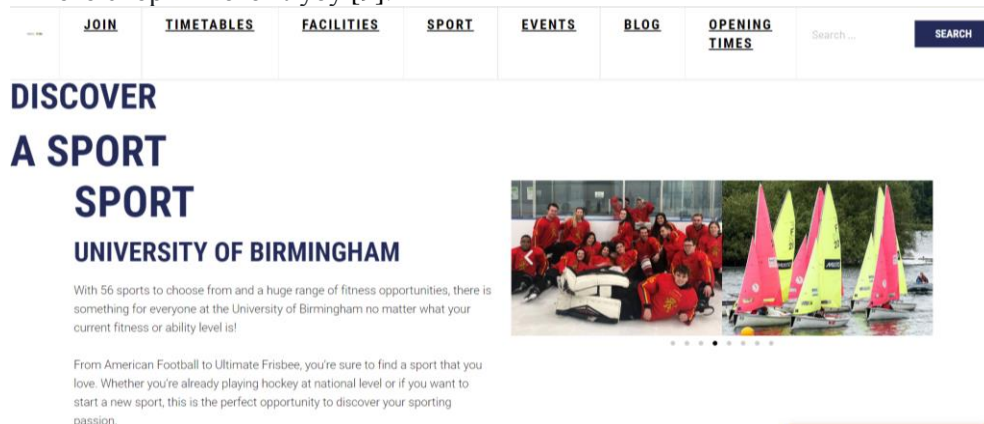 JOIN
TIMETABLES
FACILITIES
SPORT
EVENTS
BLOG
OPENING
TIMES
Search ...
SEARCH
DISCOVER
A SPORT
SPORT
UNIVERSITY OF BIRMINGHAM
With 56 sports to choose from and a huge range of fitness opportunities, there is
something for everyone at the University of Birmingham no matter what your
current fitness or ability level is!
From American Football to Ultimate Frisbee, you're sure to find a sport that you
love. Whether you're already playing hockey at national level or if you want to
start a new sport, this is the perfect opportunity to discover your sporting
passion.